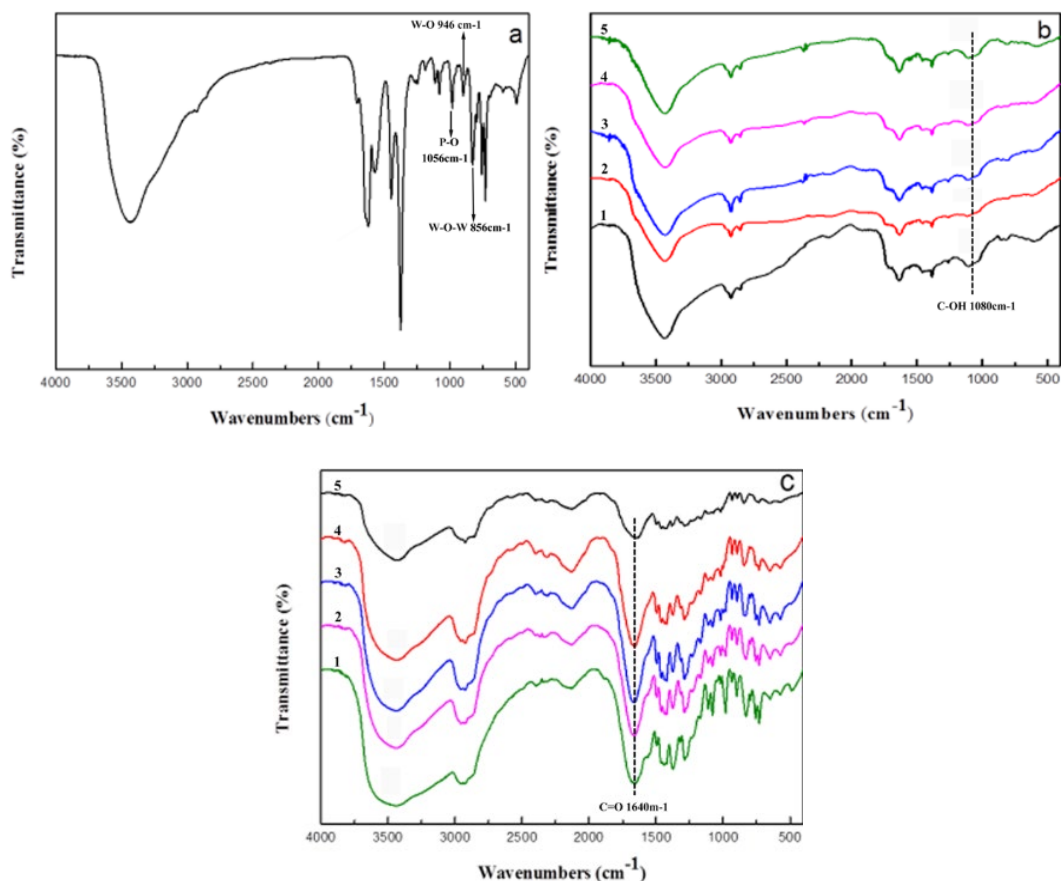 a
W-O 946 cm-1
P-O
1056cm-1
W-O-W 856cm-1
Transmittance (%)
4000 3500 3000 2500 2000 1500 1000 500
Wavenumbers (cm-1)
b
5
4
3
2
1
C-OH 1080cm-1
Transmittance (%)
4000 3500 3000 2500 2000 1500 1000 500
Wavenumbers (cm-1)
c
5
4
3
2
1
C=O 1640m-1
Transmittance (%)
4000 3500 3000 2500 2000 1500 1000 500
Wavenumbers (cm-1)